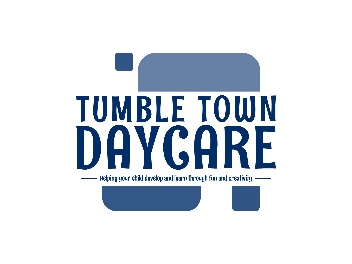 TUMBLE TOWN
DAYCARE
Helping your child develop and learn through fun and creativity